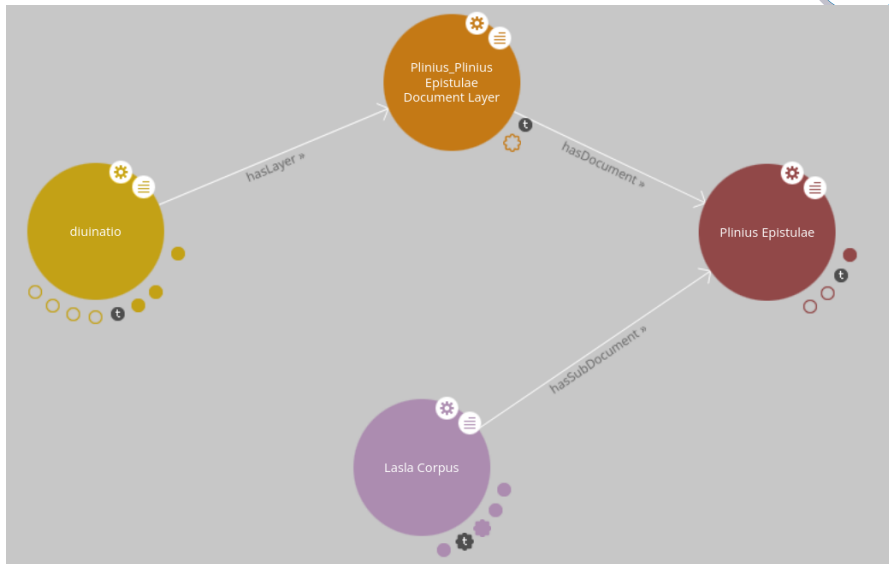 Plinius_Plinius
Epistulae
Document Layer
t
hasLayer »
hasDocument »
diuinatio
t
Plinius Epistulae
t
hasSubDocument »
Lasla Corpus
t